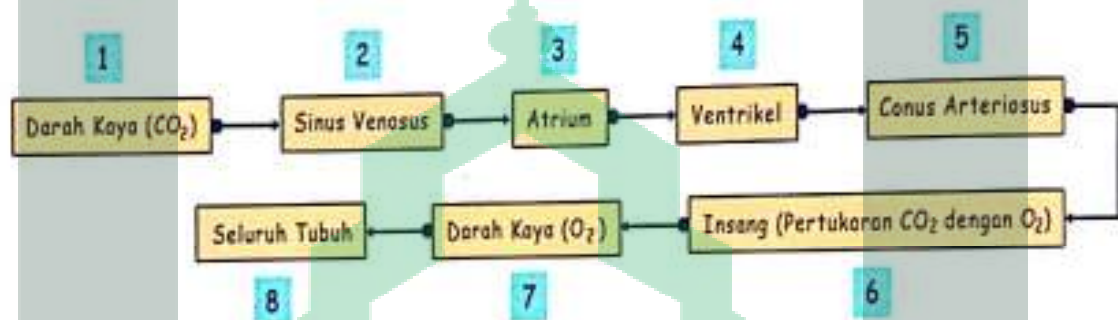 1
2
3
4
5
Darah Kaya (CO₂)
Sinus Venosus
Atrium
Ventrikel
Conus Arteriosus
Seluruh Tubuh
Darah Kaya (O₂)
Insang (Pertukaran CO₂ dengan O₂)
8
7
6